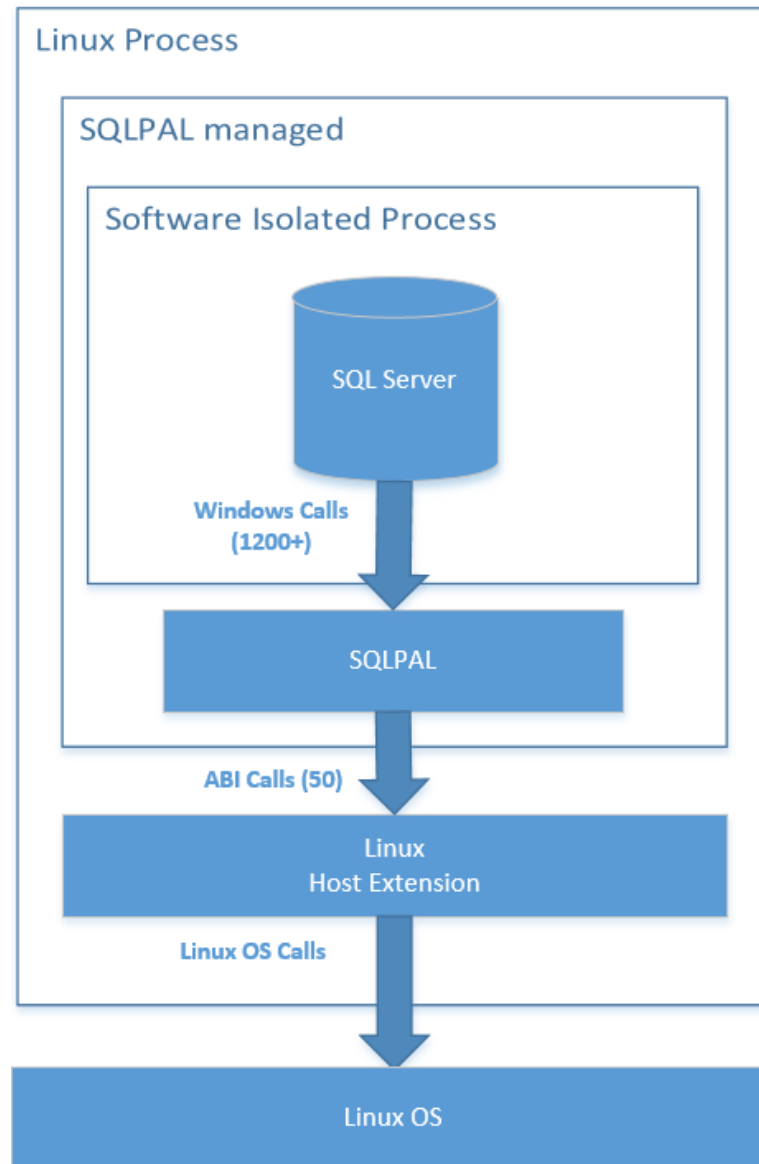 Linux Process
SQLPAL managed
Software Isolated Process
SQL Server
Windows Calls
(1200+)
SQLPAL
ABI Calls (50)
Linux
Host Extension
Linux OS Calls
Linux OS